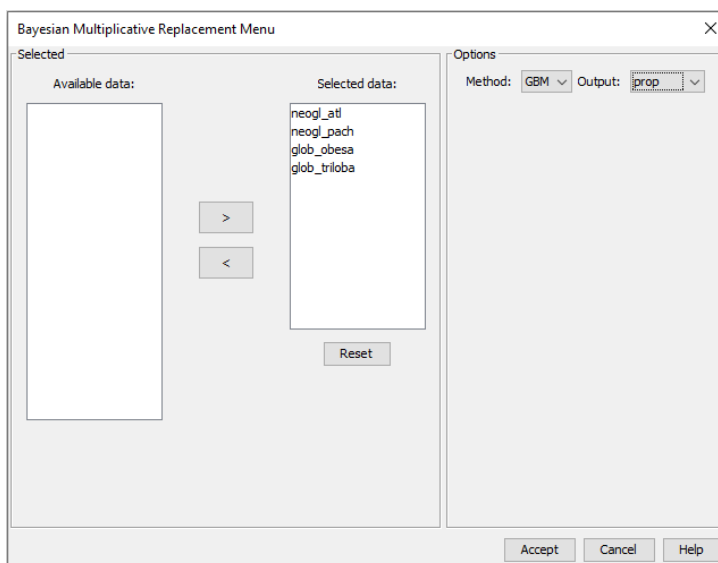 Bayesian Multiplicative Replacement Menu
Selected
Available data:
Selected data:
neogl_atl
neogl_pach
glob_obesa
glob_triloba
>
<
Reset
Options
Method: GBM Output: prop
Accept Cancel Help